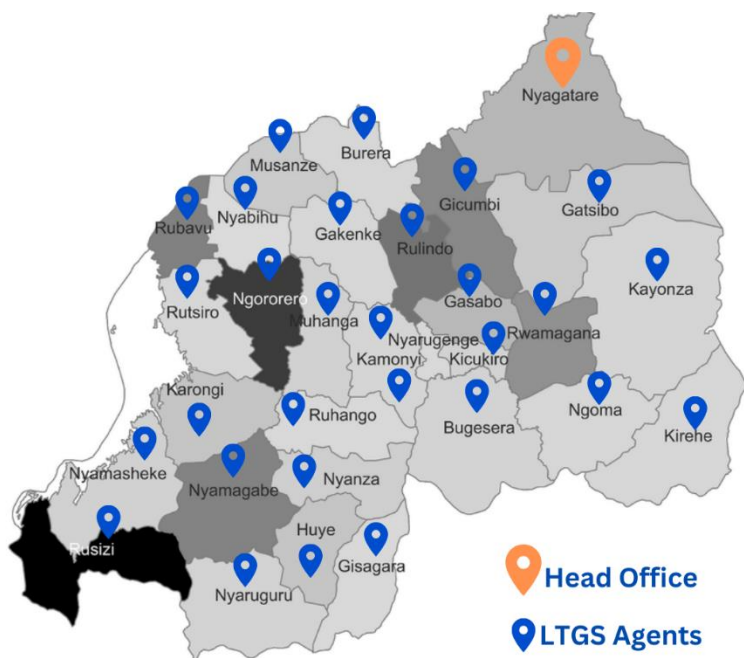 Nyagatare
Burera
Musanze
Nyabihu
Gicumbi
Gatsibo
Rubavu
Gakenke
Rulindo
Kayonza
Gasabo
Rutsiro
Ngororero
Muhanga
Rwamagana
Nyarugenge
Kicukiro
Kamonyi
Karongi
Ruhango
Bugesera
Ngoma
Kirehe
Nyamasheke
Nyamagabe
Nyanza
Huye
Rusizi
Gisagara
Nyaruguru
Head Office
LTGS Agents